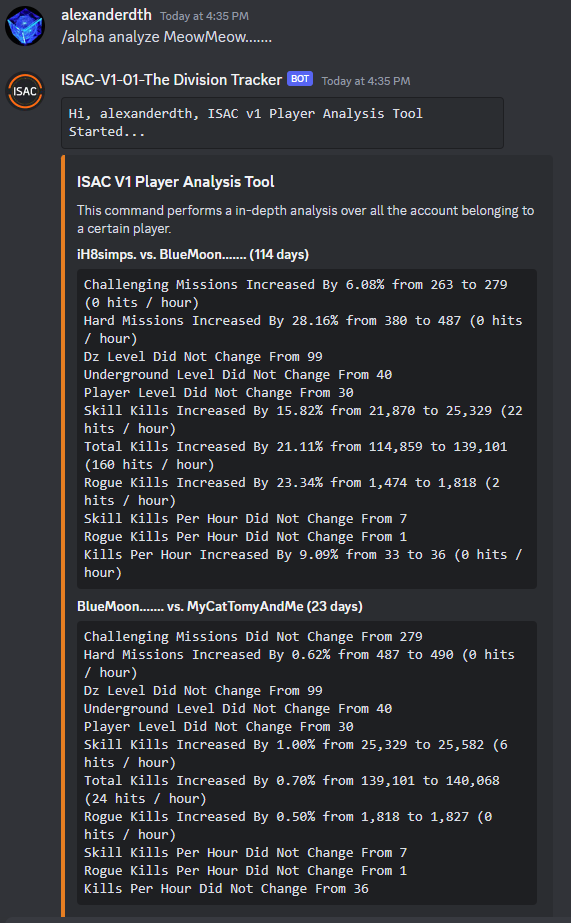 alexanderdth Today at 4:35 PM
/alpha analyze MeowMeow.......
ISAC
ISAC-V1-01-The Division Tracker BOT Today at 4:35 PM
Hi, alexanderdth, ISAC v1 Player Analysis Tool
Started...
ISAC V1 Player Analysis Tool
This command performs a in-depth analysis over all the account belonging to
a certain player.
iH8simps. vs. BlueMoon....... (114 days)
Challenging Missions Increased By 6.08% from 263 to 279
(0 hits / hour)
Hard Missions Increased By 28.16% from 380 to 487 (0 hits
/ hour)
Dz Level Did Not Change From 99
Underground Level Did Not Change From 40
Player Level Did Not Change From 30
Skill Kills Increased By 15.82% from 21,870 to 25,329 (22
hits / hour)
Total Kills Increased By 21.11% from 114,859 to 139,101
(160 hits / hour)
Rogue Kills Increased By 23.34% from 1,474 to 1,818 (2
hits / hour)
Skill Kills Per Hour Did Not Change From 7
Rogue Kills Per Hour Did Not Change From 1
Kills Per Hour Increased By 9.09% from 33 to 36 (0 hits /
hour)
BlueMoon....... vs. MyCatTomyAndMe (23 days)
Challenging Missions Did Not Change From 279
Hard Missions Increased By 0.62% from 487 to 490 (0 hits
/ hour)
Dz Level Did Not Change From 99
Underground Level Did Not Change From 40
Player Level Did Not Change From 30
Skill Kills Increased By 1.00% from 25,329 to 25,582 (6
hits / hour)
Total Kills Increased By 0.70% from 139,101 to 140,068
(24 hits / hour)
Rogue Kills Increased By 0.50% from 1,818 to 1,827 (0
hits / hour)
Skill Kills Per Hour Did Not Change From 7
Rogue Kills Per Hour Did Not Change From 1
Kills Per Hour Did Not Change From 36